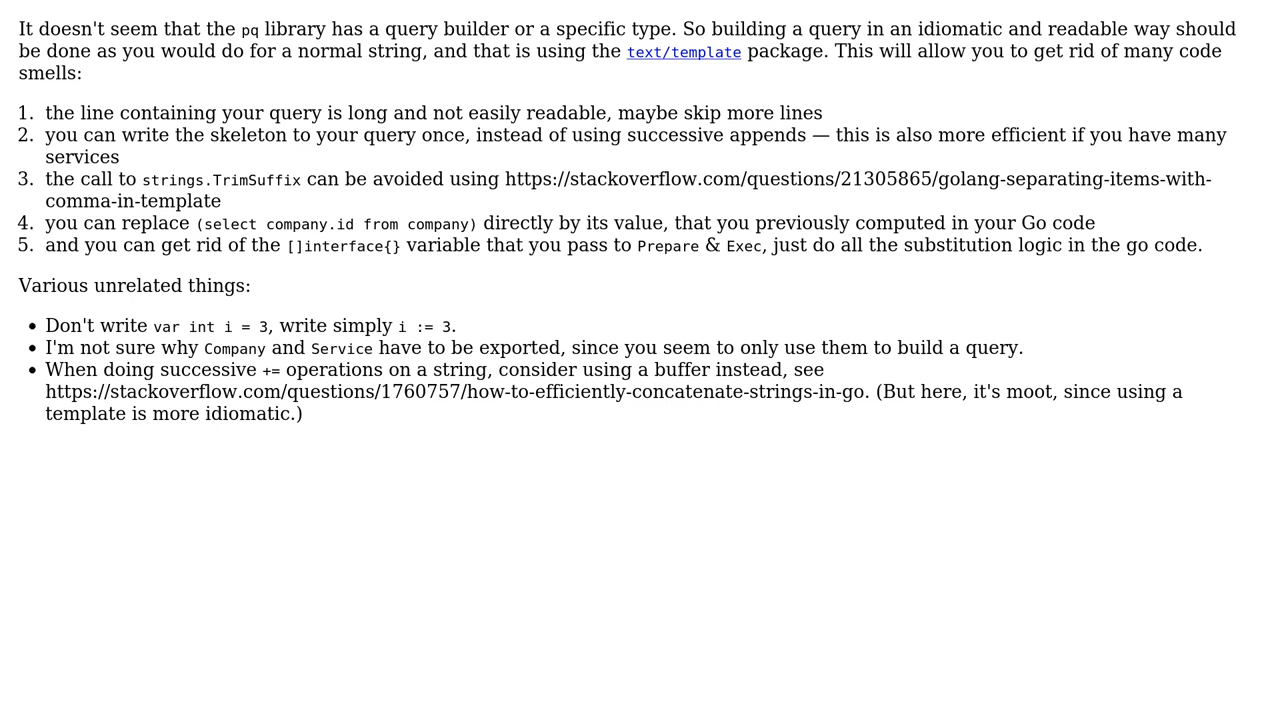 It doesn't seem that the pq library has a query builder or a specific type. So building a query in an idiomatic and readable way should
be done as you would do for a normal string, and that is using the text/template package. This will allow you to get rid of many code
smells:
1. the line containing your query is long and not easily readable, maybe skip more lines
2. you can write the skeleton to your query once, instead of using successive appends — this is also more efficient if you have many
services
3. the call to strings.TrimSuffix can be avoided using https://stackoverflow.com/questions/21305865/golang-separating-items-with-
comma-in-template
4. you can replace (select company.id from company) directly by its value, that you previously computed in your Go code
5. and you can get rid of the []interface{} variable that you pass to Prepare & Exec, just do all the substitution logic in the go code.
Various unrelated things:
• Don't write var int i = 3, write simply i := 3.
• I'm not sure why Company and Service have to be exported, since you seem to only use them to build a query.
• When doing successive += operations on a string, consider using a buffer instead, see
https://stackoverflow.com/questions/1760757/how-to-efficiently-concatenate-strings-in-go. (But here, it's moot, since using a
template is more idiomatic.)